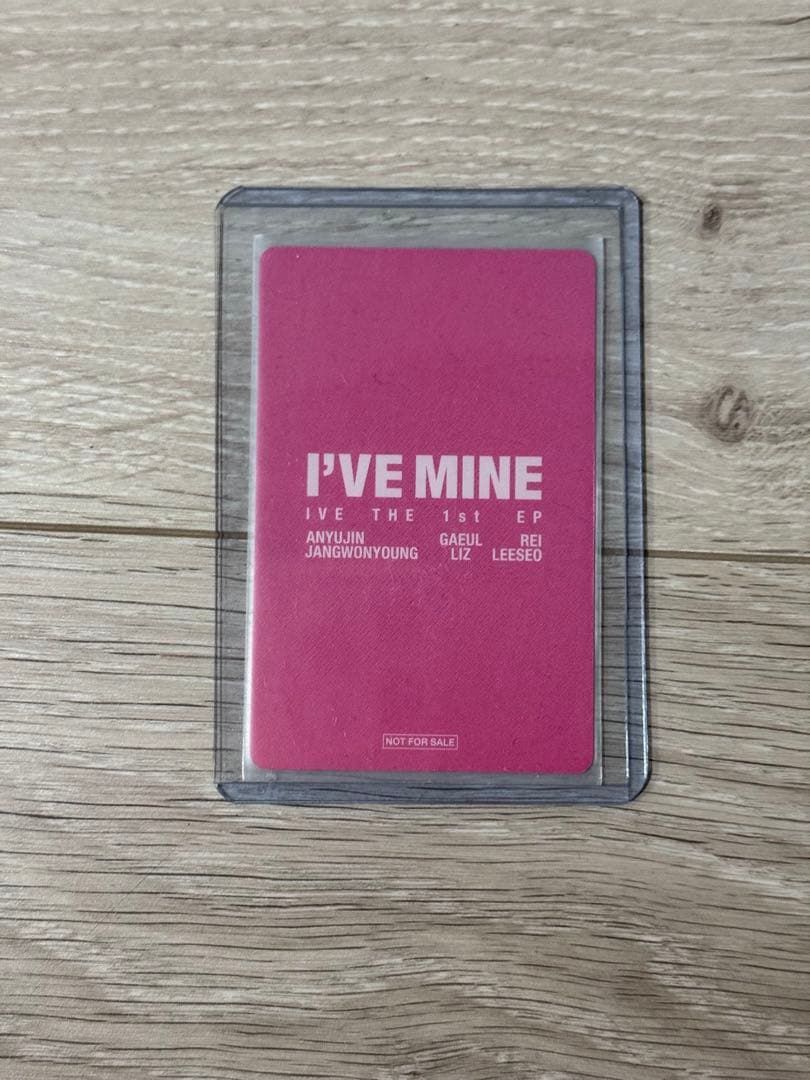 I'VE MINE
IVE THE 1st EP
ANYUJIN GAEUL REI
JANGWONYOUNG LIZ LEESEO
NOT FOR SALE